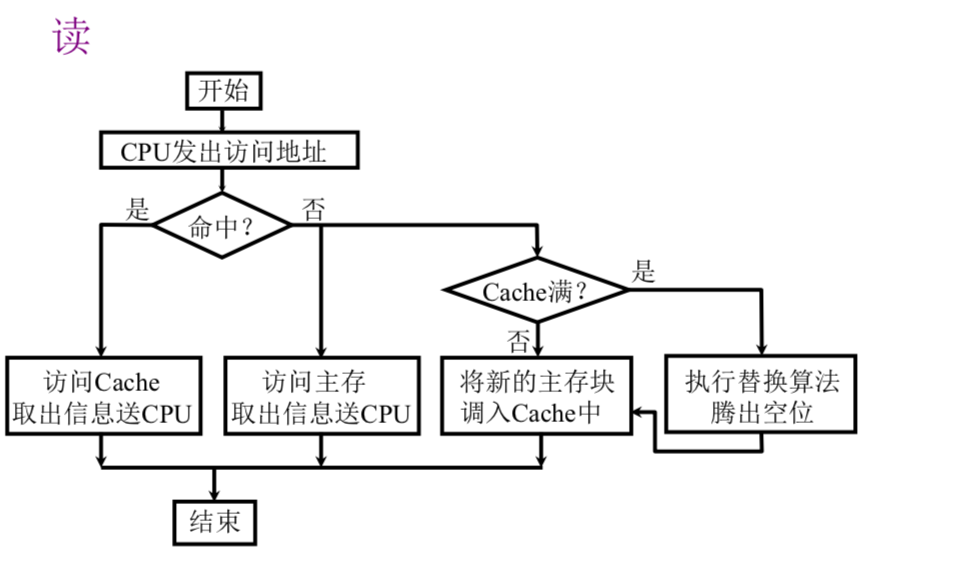 读
开始
CPU发出访问地址
是
命中?
否
Cache满?
是
否
访问Cache
取出信息送CPU
访问主存
取出信息送CPU
将新的主存块
调入Cache中
执行替换算法
腾出空位
结束